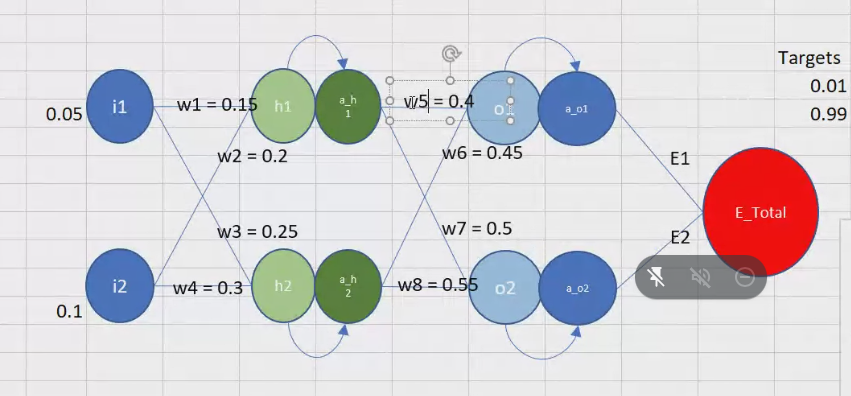 Targets
0.01
0.99
0.05
i1
w1 = 0.15
h1
a_h
1
w5 = 0.4
o1
a_o1
w2 = 0.2
w6 = 0.45
E1
E_Total
w3 = 0.25
w7 = 0.5
E2
0.1
i2
w4 = 0.3
h2
a_h
2
w8 = 0.55
o2
a_o2